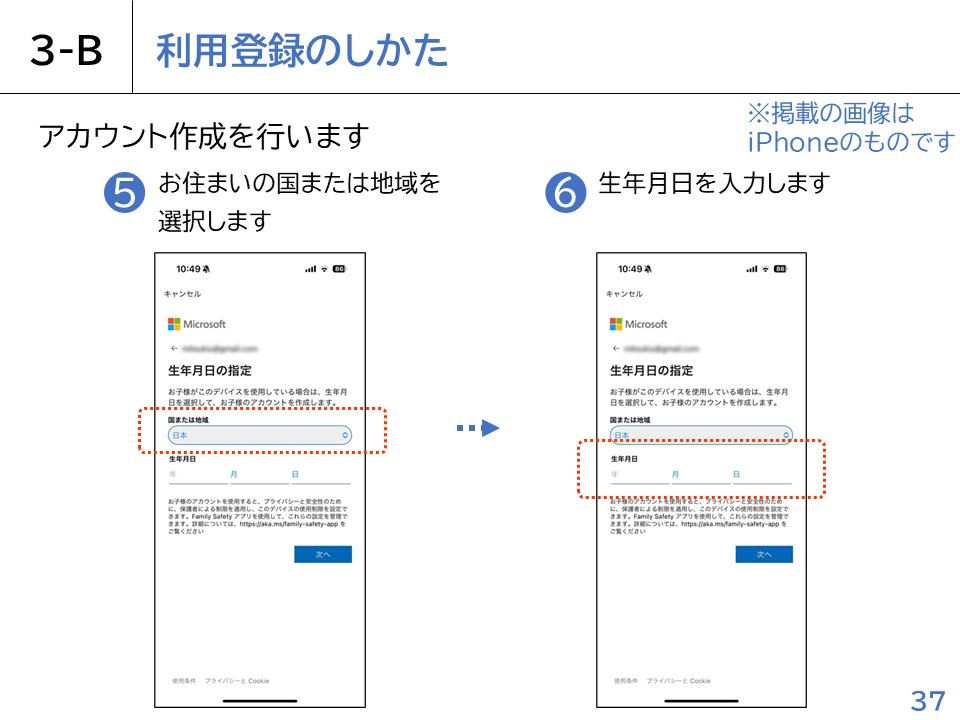 3-B
利用登録のしかた
アカウント作成を行います
※掲載の画像は
iPhoneのものです
5 お住まいの国または地域を
選択します
10:49
86
キャンセル
Microsoft
←
生年月日の指定
お子様がこのデバイスを使用している場合は、生年月
日を選択して、お子様のアカウントを作成します。
国または地域
日本
生年月日
年 月 日
お子様のアカウントを使用すると、プライバシーと安全性のため
に、保護者による制限を適用し、このデバイスの使用制限を設定で
きます。Family Safety アプリを使用して、これらの設定を管理で
きます。詳細については、https://aka.ms/family-safety-app を
ご覧ください
次へ
使用条件 プライバシーと Cookie
6 生年月日を入力します
10:49
86
キャンセル
Microsoft
←
生年月日の指定
お子様がこのデバイスを使用している場合は、生年月
日を選択して、お子様のアカウントを作成します。
国または地域
日本
生年月日
年 月 日
お子様のアカウントを使用すると、プライバシーと安全性のため
に、保護者による制限を適用し、このデバイスの使用制限を設定で
きます。Family Safety アプリを使用して、これらの設定を管理で
きます。詳細については、https://aka.ms/family-safety-app を
ご覧ください
次へ
使用条件 プライバシーと Cookie
37